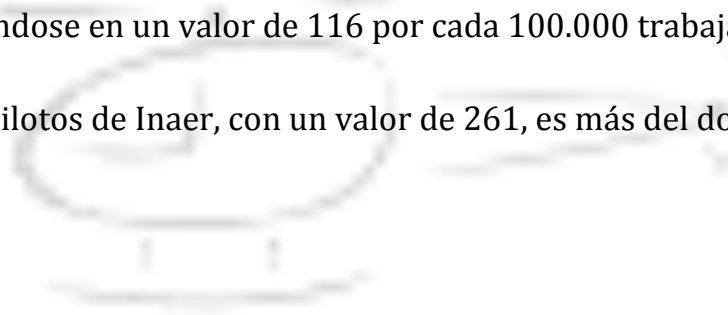 ndose en un valor de 116 por cada 100.000 trabaj
ilotos de Inaer, con un valor de 261, es más del do